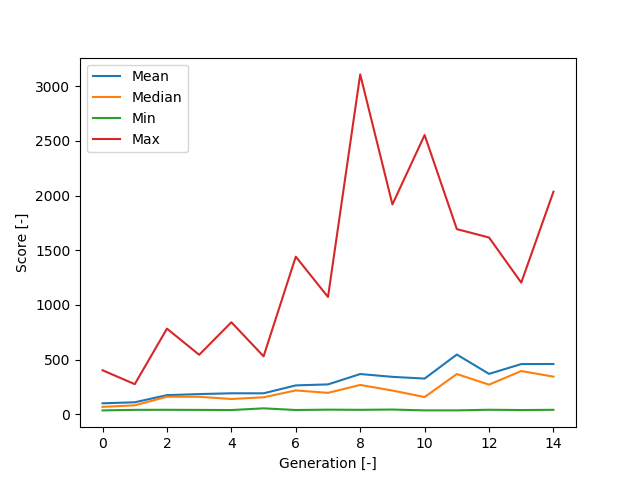 Mean
Median
Min
Max
3000
2500
2000
1500
1000
500
0
Score [-]
0 2 4 6 8 10 12 14
Generation [-]